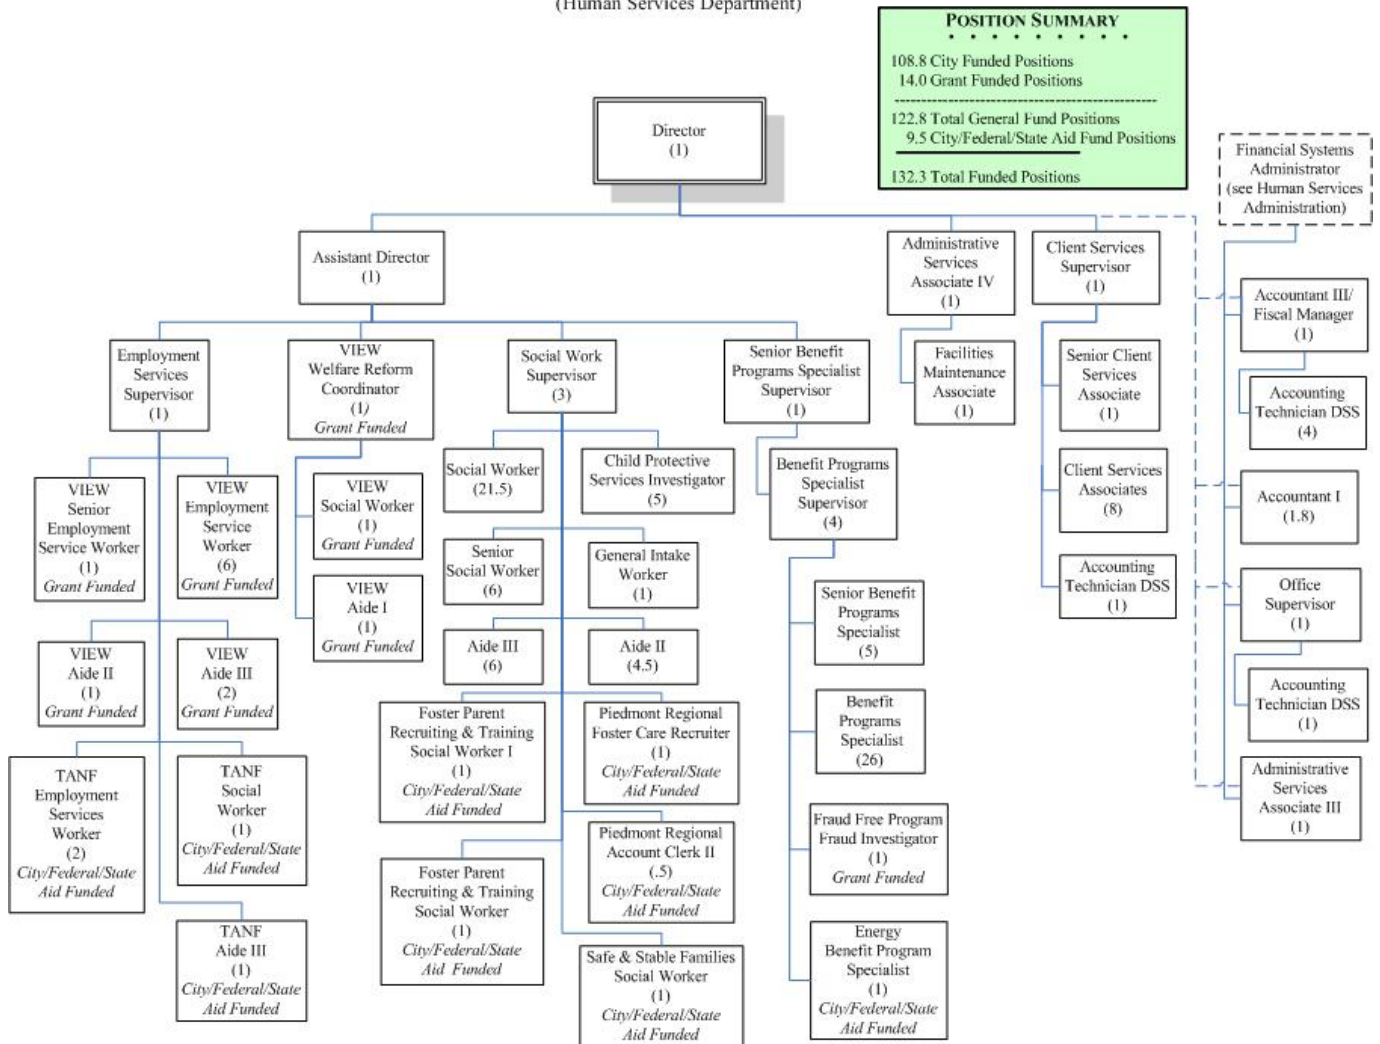 (Human Services Department)
POSITION SUMMARY
108.8 City Funded Positions
14.0 Grant Funded Positions
122.8 Total General Fund Positions
9.5 City/Federal/State Aid Fund Positions
132.3 Total Funded Positions
Director
(1)
Financial Systems
Administrator
(see Human Services
Administration)
Assistant Director
(1)
Administrative
Services
Associate IV
(1)
Client Services
Supervisor
(1)
Accountant III/
Fiscal Manager
(1)
Employment
Services
Supervisor
(1)
VIEW
Welfare Reform
Coordinator
(1)
Grant Funded
Social Work
Supervisor
(3)
Senior Benefit
Programs Specialist
Supervisor
(1)
Facilities
Maintenance
Associate
(1)
Senior Client
Services
Associate
(1)
Accounting
Technician DSS
(4)
Social Worker
(21.5)
Child Protective
Services Investigator
(5)
Benefit Programs
Specialist
Supervisor
(4)
Client Services
Associates
(8)
Accountant I
(1.8)
VIEW
Senior
Employment
Service Worker
(1)
Grant Funded
VIEW
Employment
Service
Worker
(6)
Grant Funded
VIEW
Social Worker
(1)
Grant Funded
Senior
Social Worker
(6)
General Intake
Worker
(1)
Accounting
Technician DSS
(1)
Office
Supervisor
(1)
VIEW
Aide I
(1)
Grant Funded
Senior Benefit
Programs
Specialist
(5)
VIEW
Aide II
(1)
Grant Funded
VIEW
Aide III
(2)
Grant Funded
Aide III
(6)
Aide II
(4.5)
Accounting
Technician DSS
(1)
Foster Parent
Recruiting & Training
Social Worker I
(1)
City/Federal/State
Aid Funded
Piedmont Regional
Foster Care Recruiter
(1)
City/Federal/State
Aid Funded
Benefit
Programs
Specialist
(26)
Administrative
Services
Associate III
(1)
TANF
Employment
Services
Worker
(2)
City/Federal/State
Aid Funded
TANF
Social
Worker
(1)
City/Federal/State
Aid Funded
Fraud Free Program
Fraud Investigator
(1)
Grant Funded
Piedmont Regional
Account Clerk II
(.5)
City/Federal/State
Aid Funded
Foster Parent
Recruiting & Training
Social Worker
(1)
City/Federal/State
Aid Funded
TANF
Aide III
(1)
City/Federal/State
Aid Funded
Safe & Stable Families
Social Worker
(1)
City/Federal/State
Aid Funded
Energy
Benefit Program
Specialist
(1)
City/Federal/State
Aid Funded